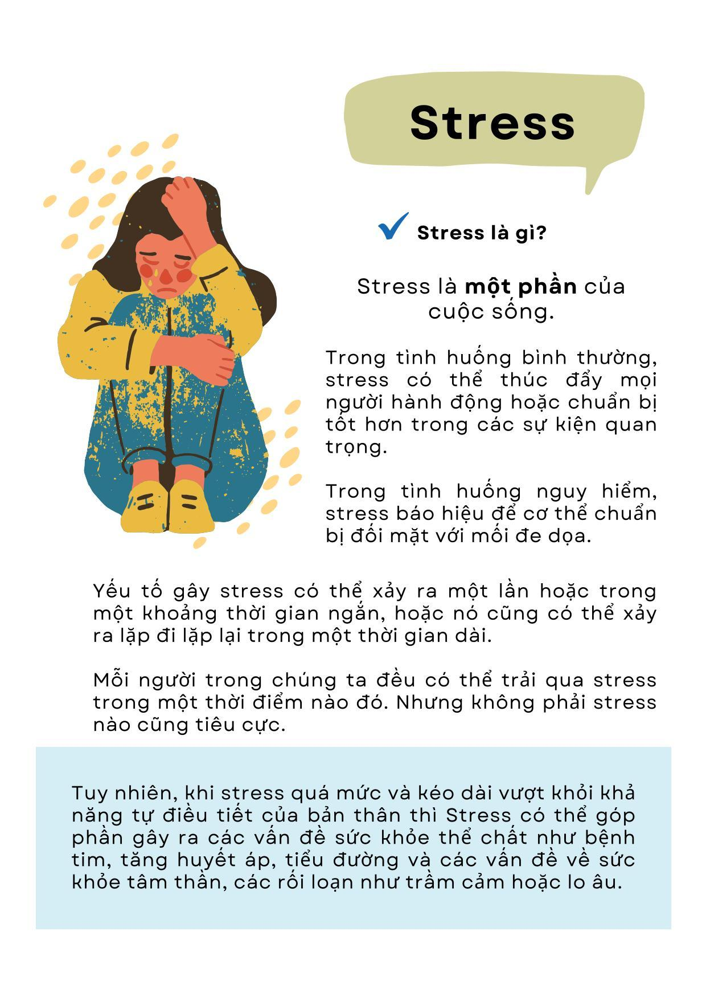 Stress
Stress là gì?
Stress là một phần của
cuộc sống.
Trong tình huống bình thường,
stress có thể thúc đẩy mọi
người hành động hoặc chuẩn bị
tốt hơn trong các sự kiện quan
trọng.
Trong tình huống nguy hiểm,
stress báo hiệu để cơ thể chuẩn
bị đối mặt với mối đe dọa.
Yếu tố gây stress có thể xảy ra một lần hoặc trong
một khoảng thời gian ngắn, hoặc nó cũng có thể xảy
ra lặp đi lặp lại trong một thời gian dài.
Mỗi người trong chúng ta đều có thể trải qua stress
trong một thời điểm nào đó. Nhưng không phải stress
nào cũng tiêu cực.
Tuy nhiên, khi stress quá mức và kéo dài vượt khỏi khả
năng tự điều tiết của bản thân thì Stress có thể góp
phần gây ra các vấn đề sức khỏe thể chất như bệnh
tim, tăng huyết áp, tiểu đường và các vấn đề về sức
khỏe tâm thần, các rối loạn như trầm cảm hoặc lo âu.